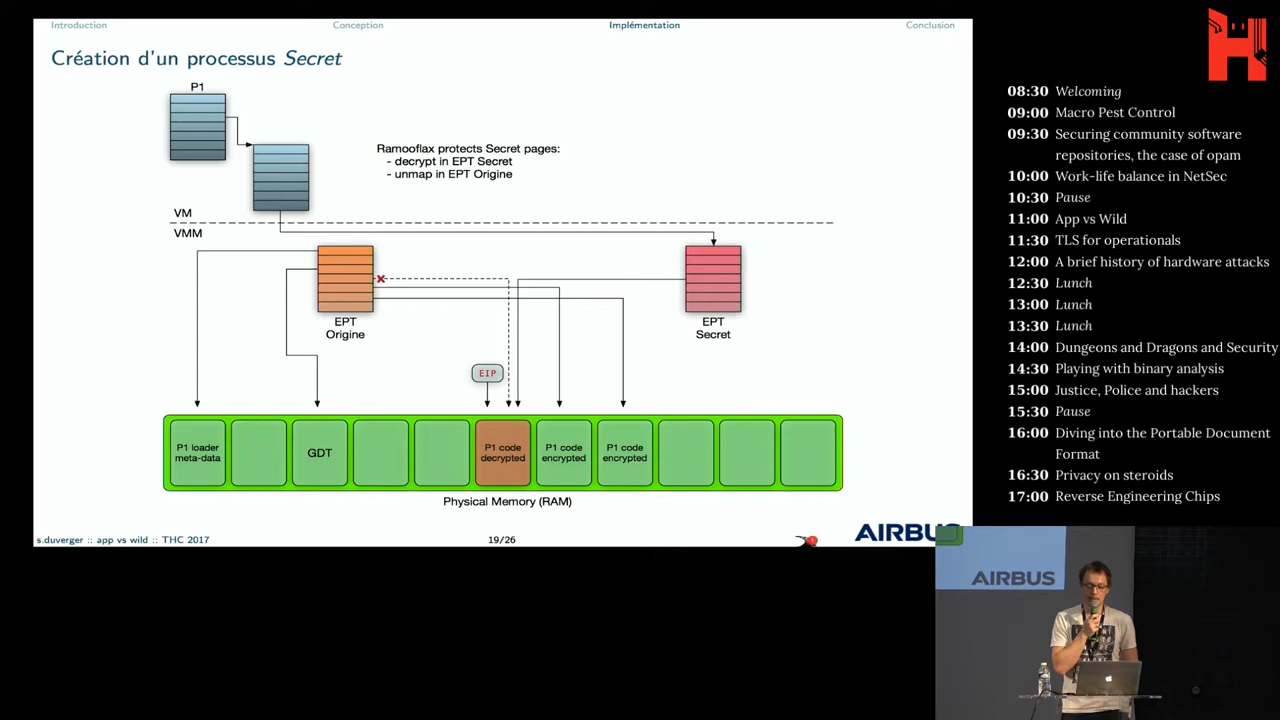 Introduction
Conception
Implémentation
Conclusion
Création d'un processus Secret
P1
Ramooflax protects Secret pages:
- decrypt in EPT Secret
- unmap in EPT Origine
VM
VMM
EPT
Origine
EPT
Secret
EIP
P1 loader
meta-data
GDT
P1 code
decrypted
P1 code
encrypted
P1 code
encrypted
Physical Memory (RAM)
s.duverger :: app vs wild :: THC 2017
19/26
AIRBUS
08:30 Welcoming
09:00 Macro Pest Control
09:30 Securing community software
repositories, the case of opam
10:00 Work-life balance in NetSec
10:30 Pause
11:00 App vs Wild
11:30 TLS for operationals
12:00 A brief history of hardware attacks
12:30 Lunch
13:00 Lunch
13:30 Lunch
14:00 Dungeons and Dragons and Security
14:30 Playing with binary analysis
15:00 Justice, Police and hackers
15:30 Pause
16:00 Diving into the Portable Document
Format
16:30 Privacy on steroids
17:00 Reverse Engineering Chips
AIRBUS